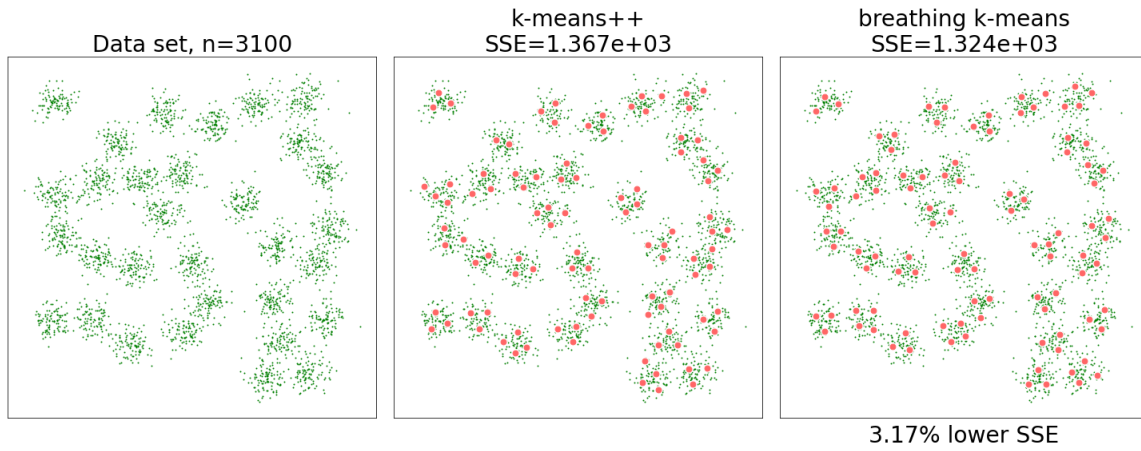 Data set, n=3100
k-means++
SSE=1.367e+03
breathing k-means
SSE=1.324e+03
3.17% lower SSE